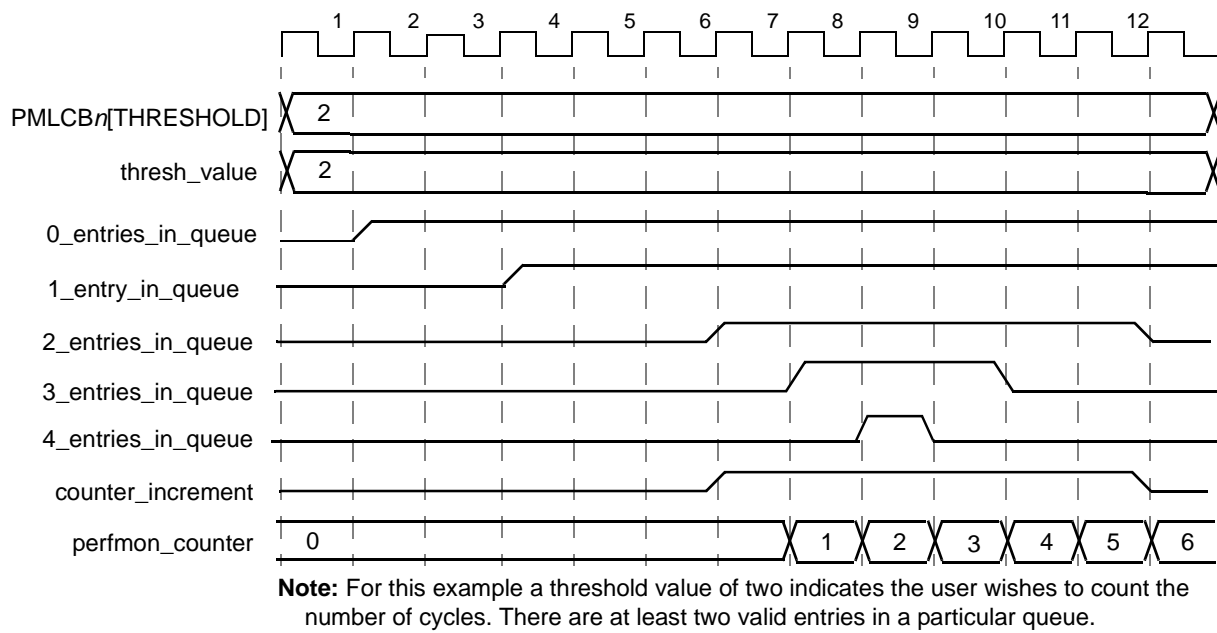 1 2 3 4 5 6 7 8 9 10 11 12
PMLCBn[THRESHOLD] 2
thresh_value 2
0_entries_in_queue
1_entry_in_queue
2_entries_in_queue
3_entries_in_queue
4_entries_in_queue
counter_increment
perfmon_counter 0 1 2 3 4 5 6
Note: For this example a threshold value of two indicates the user wishes to count the
number of cycles. There are at least two valid entries in a particular queue.